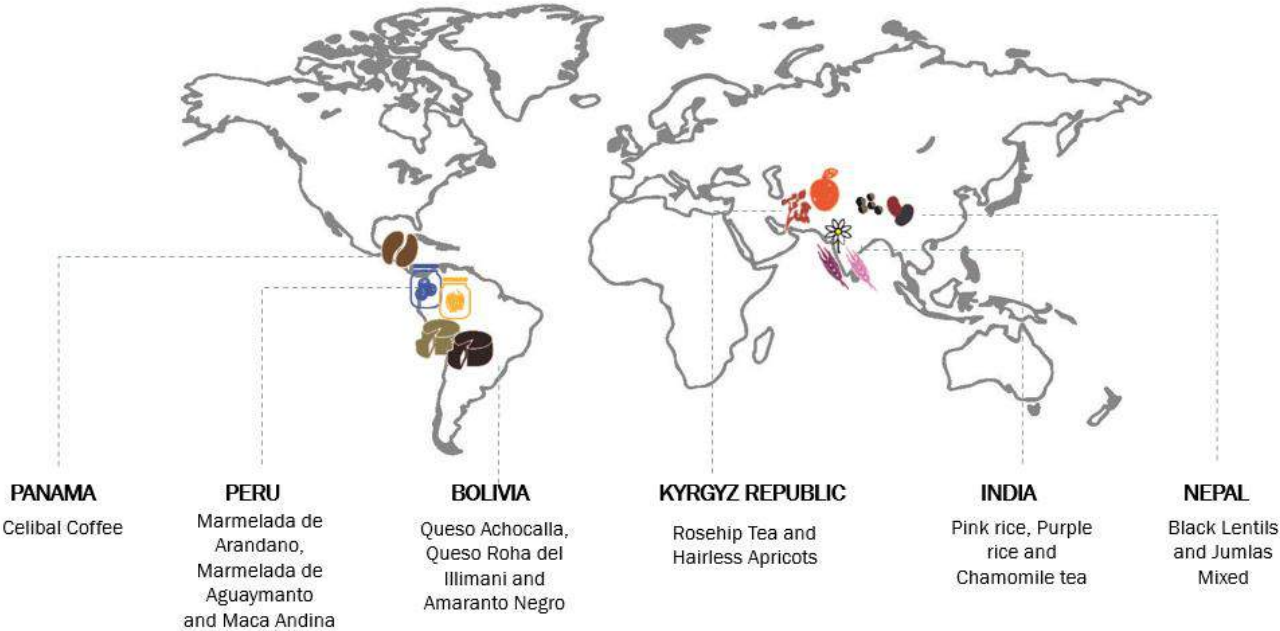 PANAMA
Celibal Coffee
PERU
Marmelada de
Arandano,
Marmelada de
Aguaymanto
and Maca Andina
BOLIVIA
Queso Achocalla,
Queso Roha del
Illimani and
Amaranto Negro
KYRGYZ REPUBLIC
Rosehip Tea and
Hairless Apricots
INDIA
Pink rice, Purple
rice and
Chamomile tea
NEPAL
Black Lentils
and Jumlas
Mixed